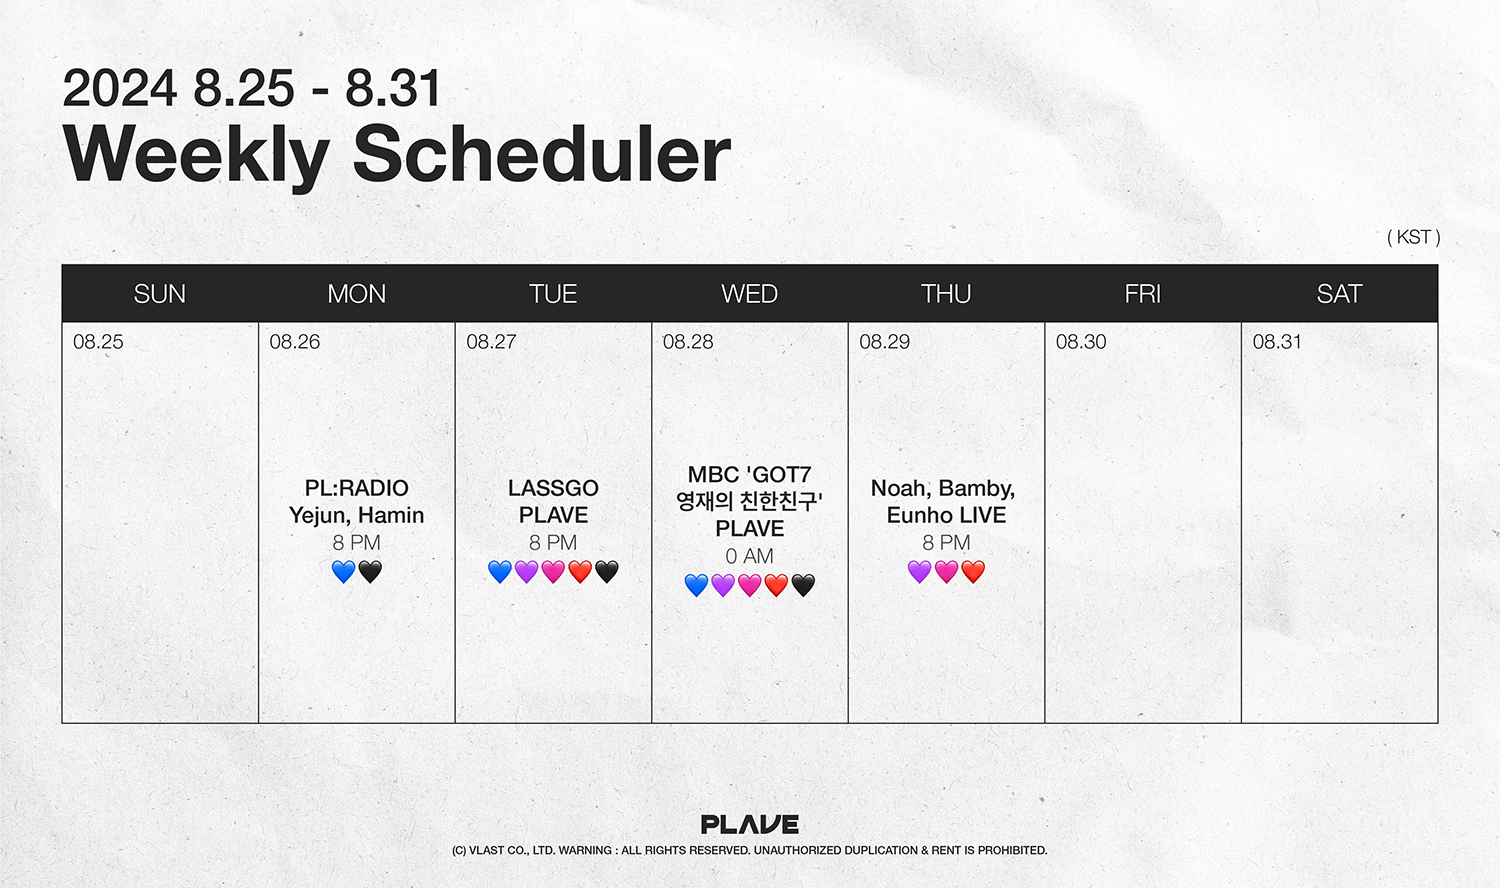 2024 8.25 - 8.31
Weekly Scheduler
( KST )
SUN MON TUE WED THU FRI SAT
08.25
08.26
PL:RADIO
Yejun, Hamin
8 PM
💙🖤
08.27
LASSGO
PLAVE
8 PM
💙💜🩷❤️🖤
08.28
MBC 'GOT7
영재의 친한친구'
PLAVE
0 AM
💙💜🩷❤️🖤
08.29
Noah, Bamby,
Eunho LIVE
8 PM
💜🩷❤️
08.30
08.31
PLAVE
(C) VLAST CO., LTD. WARNING : ALL RIGHTS RESERVED. UNAUTHORIZED DUPLICATION & RENT IS PROHIBITED.